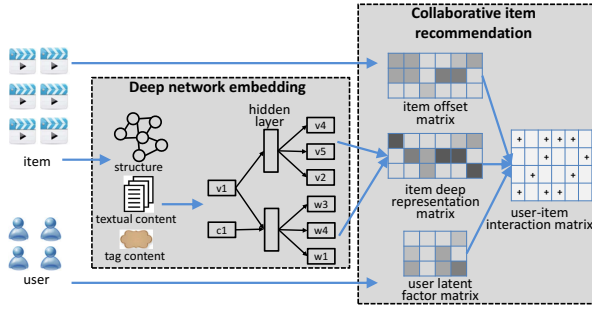 Collaborative item
recommendation
Deep network embedding
hidden
layer
item
structure
textual content
tag content
user
v1
c1
v4
v5
v2
w3
w4
w1
item offset
matrix
item deep
representation
matrix
user latent
factor matrix
user-item
interaction matrix